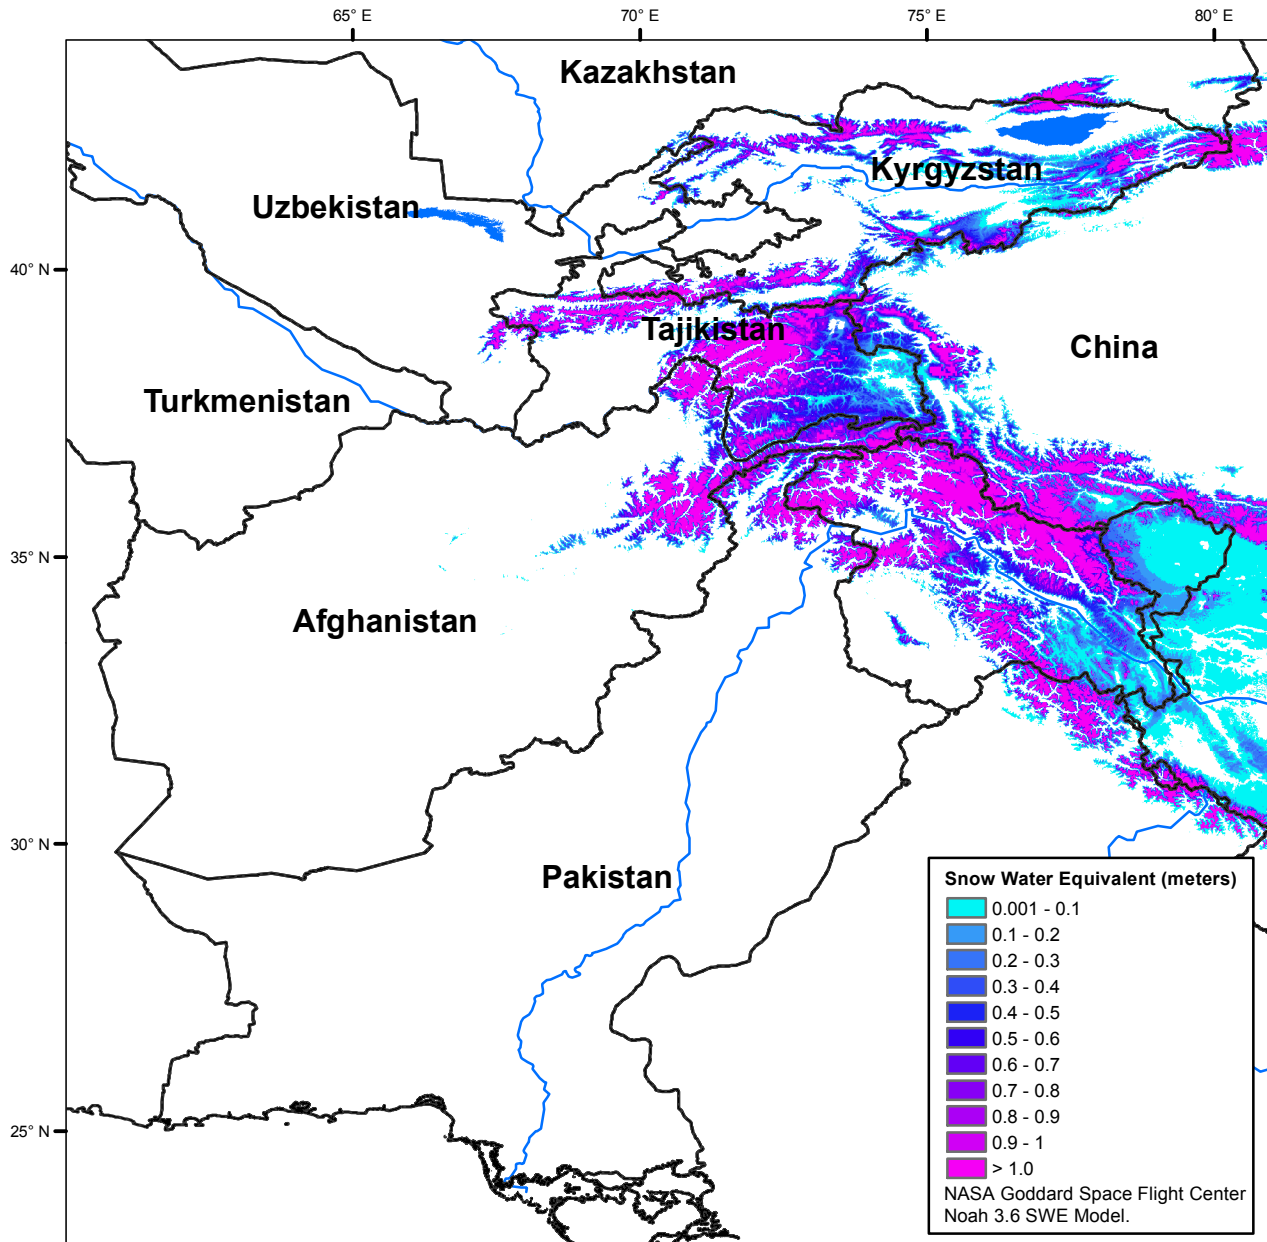 65° E
70° E
75° E
80° E
Kazakhstan
Kyrgyzstan
Uzbekistan
40° N
Tajikistan
China
Turkmenistan
35° N
Afghanistan
30° N
Pakistan
25° N
Snow Water Equivalent (meters)
0.001 - 0.1
0.1 - 0.2
0.2 - 0.3
0.3 - 0.4
0.4 - 0.5
0.5 - 0.6
0.6 - 0.7
0.7 - 0.8
0.8 - 0.9
0.9 - 1
> 1.0
NASA Goddard Space Flight Center
Noah 3.6 SWE Model.